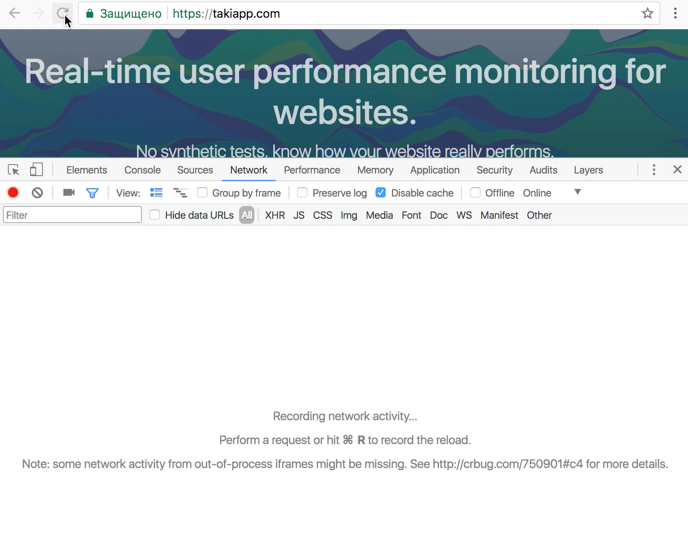 Защищено https://takiapp.com
Real-time user performance monitoring for
websites.
No synthetic tests, know how your website really performs.
Elements Console Sources Network Performance Memory Application Security Audits Layers
View: Group by frame Preserve log Disable cache Offline Online
Filter Hide data URLs All XHR JS CSS Img Media Font Doc WS Manifest Other
Recording network activity...
Perform a request or hit ⌘ R to record the reload.
Note: some network activity from out-of-process iframes might be missing. See http://crbug.com/750901#c4 for more details.